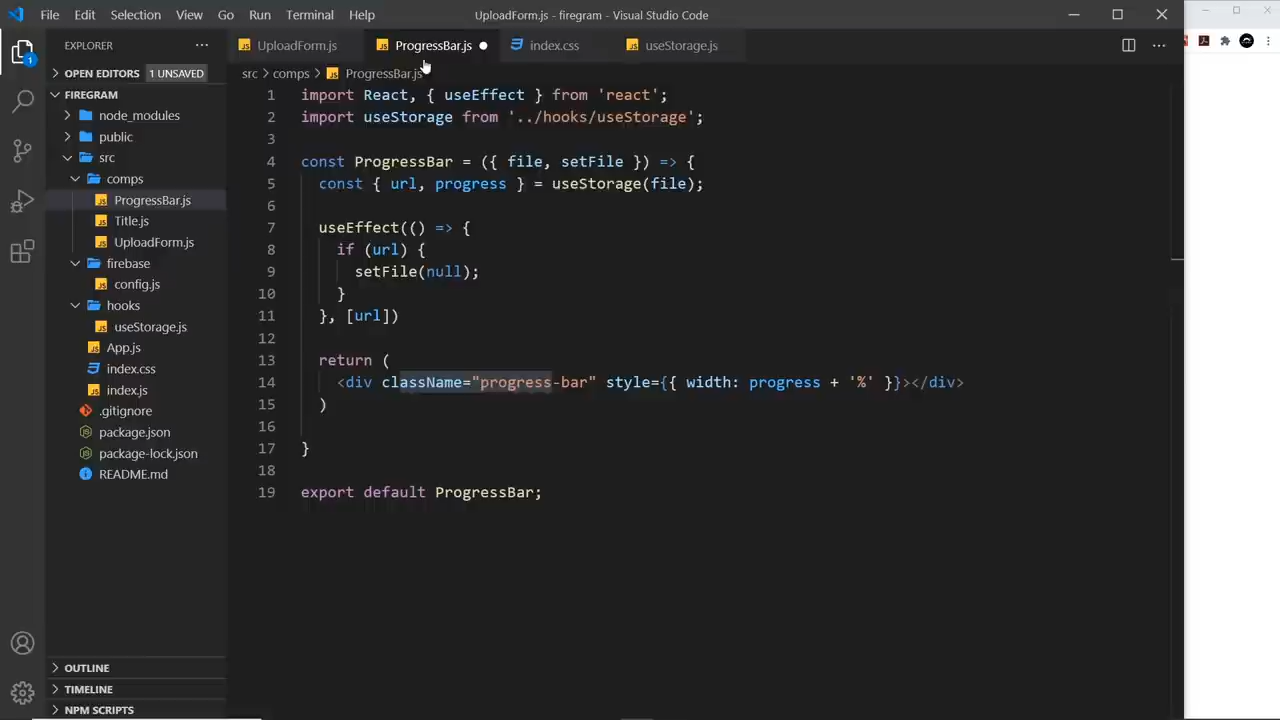 File Edit Selection View Go Run Terminal Help UploadForm.js - firegram - Visual Studio Code
EXPLORER
OPEN EDITORS 1 UNSAVED
FIREGRAM
node_modules
public
src
comps
ProgressBar.js
Title.js
UploadForm.js
firebase
config.js
hooks
useStorage.js
App.js
index.css
index.js
.gitignore
package.json
package-lock.json
README.md
OUTLINE
TIMELINE
NPM SCRIPTS
1
UploadForm.js ProgressBar.js index.css useStorage.js
src > comps > ProgressBar.js
1 import React, { useEffect } from 'react';
2 import useStorage from '../hooks/useStorage';
3
4 const ProgressBar = ({ file, setFile }) => {
5 const { url, progress } = useStorage(file);
6
7 useEffect(() => {
8 if (url) {
9 setFile(null);
10 }
11 }, [url])
12
13 return (
14 <div className="progress-bar" style={{ width: progress + '%' }}></div>
15 )
16
17 }
18
19 export default ProgressBar;